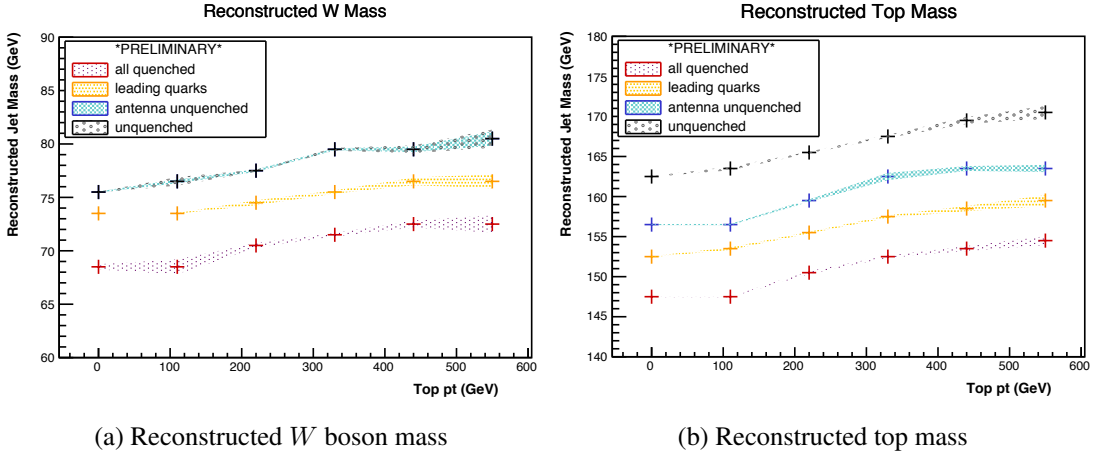 Reconstructed W Mass
Reconstructed Jet Mass (GeV)
90
85
80
75
70
65
60
*PRELIMINARY*
all quenched
leading quarks
antenna unquenched
unquenched
0 100 200 300 400 500 600
Top pt (GeV)
(a) Reconstructed W boson mass
Reconstructed Top Mass
Reconstructed Jet Mass (GeV)
180
175
170
165
160
155
150
145
140
*PRELIMINARY*
all quenched
leading quarks
antenna unquenched
unquenched
0 100 200 300 400 500 600
Top pt (GeV)
(b) Reconstructed top mass